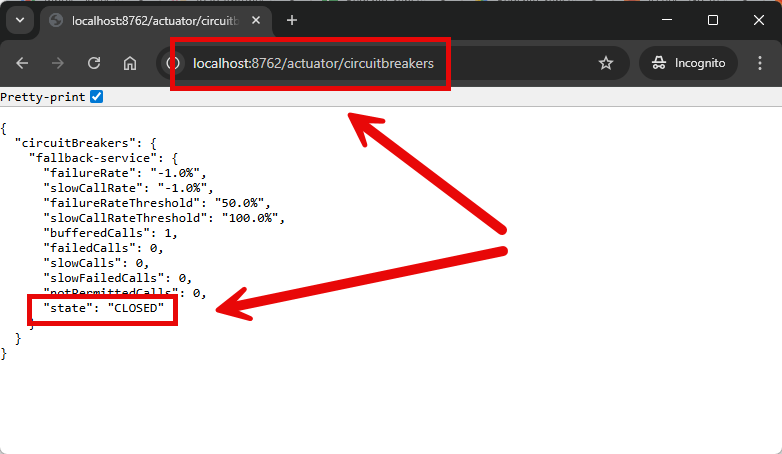 localhost:8762/actuator/circuitb
localhost:8762/actuator/circuitbreakers
Incognito
Pretty-print
{
  "circuitBreakers": {
    "fallback-service": {
      "failureRate": "-1.0%",
      "slowCallRate": "-1.0%",
      "failureRateThreshold": "50.0%",
      "slowCallRateThreshold": "100.0%",
      "bufferedCalls": 1,
      "failedCalls": 0,
      "slowCalls": 0,
      "slowFailedCalls": 0,
      "notPermittedCalls": 0,
      "state": "CLOSED"
    }
  }
}